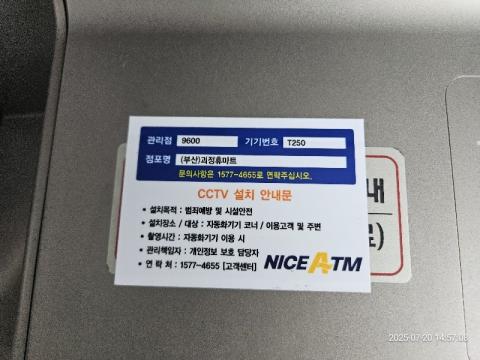 관리점 9600 기기번호 T250
점포명 (부산)괴정휴마트
문의사항은 1577-4655로 연락주십시오.
CCTV 설치 안내문
• 설치목적 : 범죄예방 및 시설안전
• 설치장소 / 대상 : 자동화기기 코너 / 이용고객 및 주변
• 촬영시간 : 자동화기기 이용 시
• 관리책임자 : 개인정보 보호 담당자
• 연 락 처 : 1577-4655 [고객센터]
NICE ATM
내
)
2025-07-20 14:57:08